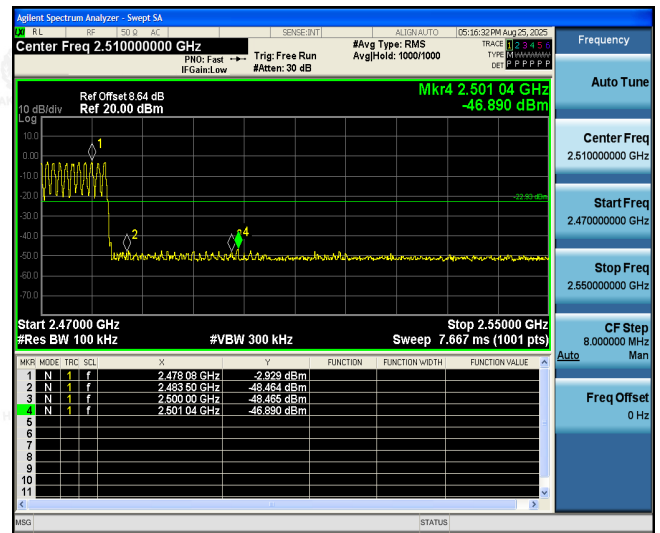 Agilent Spectrum Analyzer - Swept SA
LXI RL RF 50 Ω AC SENSE:INT ALIGN AUTO 05:16:32 PM Aug 25, 2025
Center Freq 2.510000000 GHz
PNO: Fast
IFGain:Low
Trig: Free Run
#Atten: 30 dB
#Avg Type: RMS
Avg|Hold: 1000/1000
TRACE 1 2 3 4 5 6
TYPE MWWWWW
DET P P P P P P
Mkr4 2.501 04 GHz
-46.890 dBm
Ref Offset 8.64 dB
10 dB/div Ref 20.00 dBm
Log
10.0
0.00
-10.0
-20.0
-30.0
-40.0
-50.0
-60.0
-70.0
1
2
4
-22.93 dBm
Start 2.47000 GHz Stop 2.55000 GHz
#Res BW 100 kHz #VBW 300 kHz Sweep 7.667 ms (1001 pts)
MKR MODE TRC SCL X Y FUNCTION FUNCTION WIDTH FUNCTION VALUE
1 N 1 f 2.478 08 GHz -2.929 dBm
2 N 1 f 2.483 50 GHz -48.464 dBm
3 N 1 f 2.500 00 GHz -48.465 dBm
4 N 1 f 2.501 04 GHz -46.890 dBm
5
6
7
8
9
10
11
MSG STATUS
Frequency
Auto Tune
Center Freq
2.510000000 GHz
Start Freq
2.470000000 GHz
Stop Freq
2.550000000 GHz
CF Step
8.000000 MHz
Auto Man
Freq Offset
0 Hz